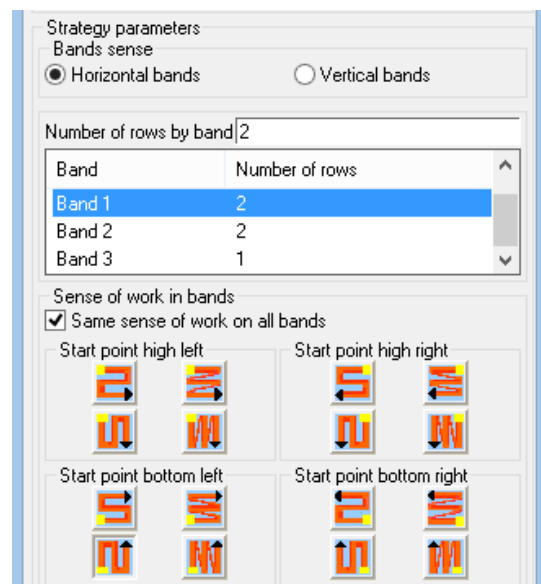 Strategy parameters
Bands sense
Horizontal bands Vertical bands
Number of rows by band 2
Band Number of rows
Band 1 2
Band 2 2
Band 3 1
Sense of work in bands
Same sense of work on all bands
Start point high left Start point high right
Start point bottom left Start point bottom right